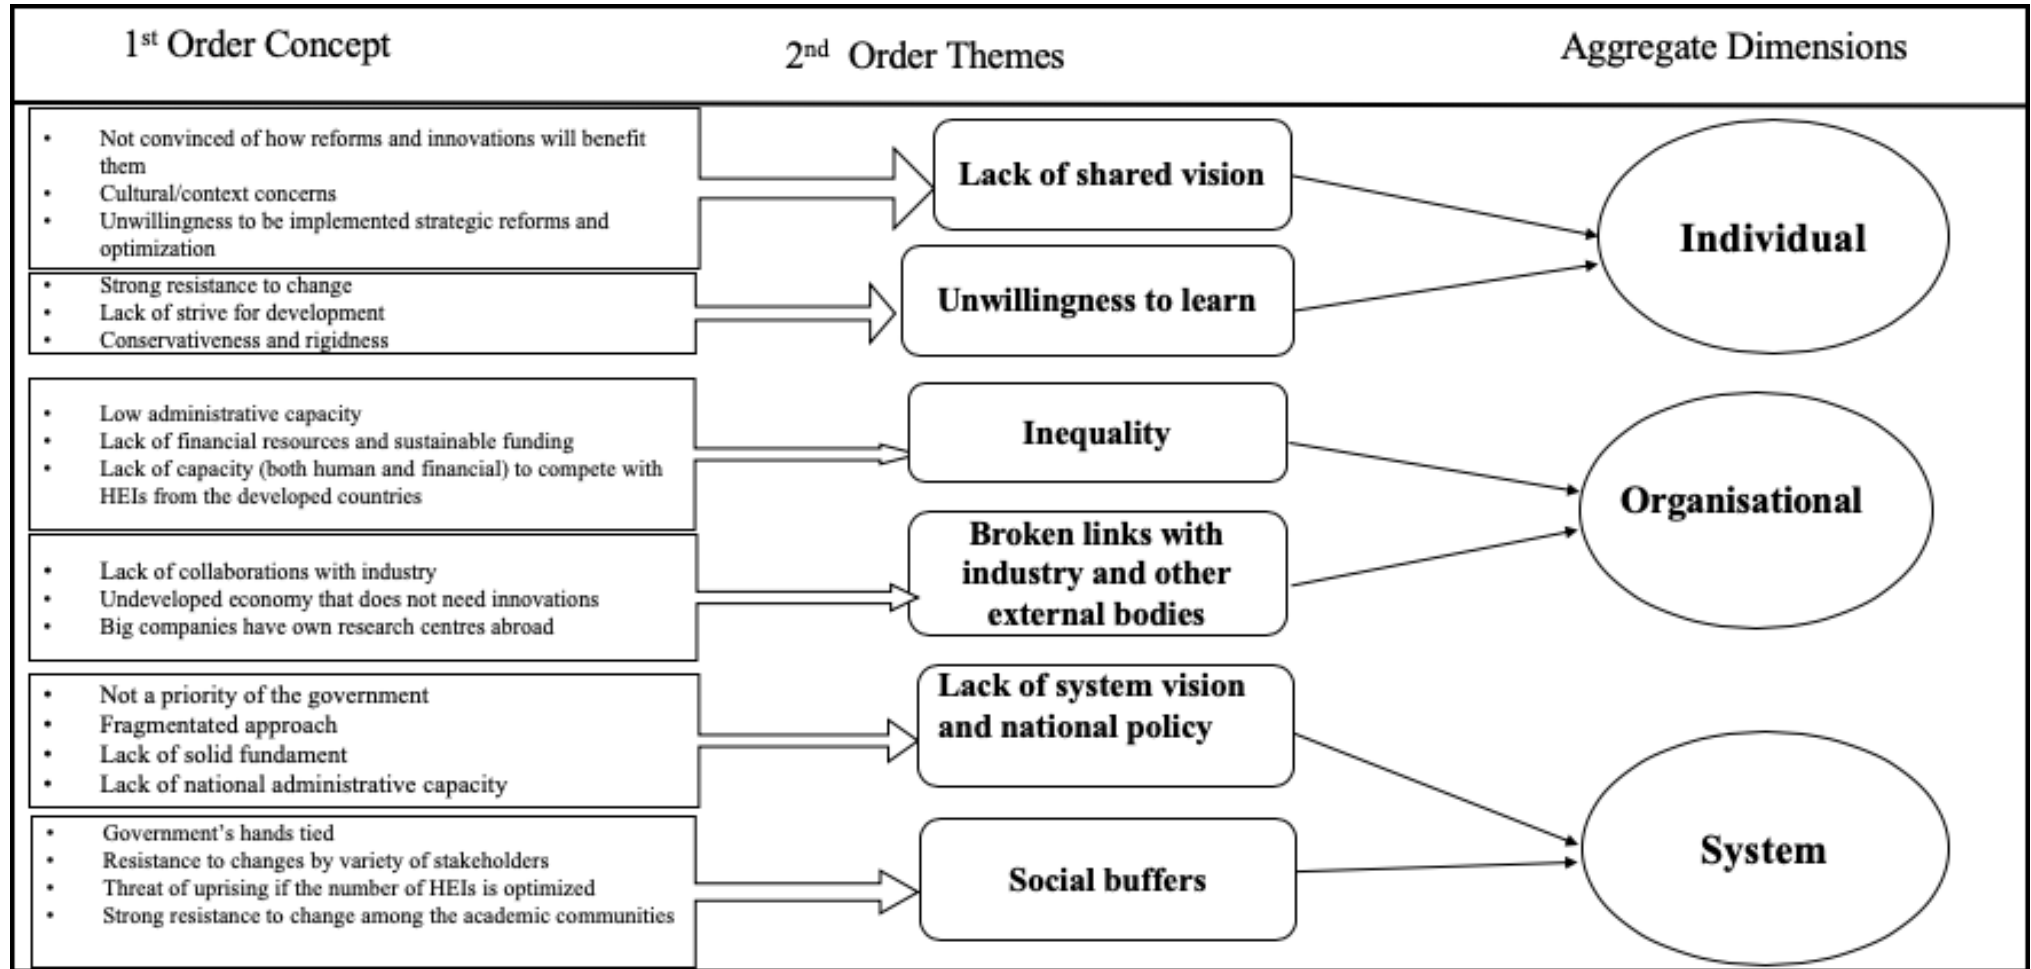 1st Order Concept
2nd Order Themes
Aggregate Dimensions
• Not convinced of how reforms and innovations will benefit
them
• Cultural/context concerns
• Unwillingness to be implemented strategic reforms and
optimization
Lack of shared vision
Individual
• Strong resistance to change
• Lack of strive for development
• Conservativeness and rigidness
Unwillingness to learn
• Low administrative capacity
• Lack of financial resources and sustainable funding
• Lack of capacity (both human and financial) to compete with
HEIs from the developed countries
Inequality
Organisational
• Lack of collaborations with industry
• Undeveloped economy that does not need innovations
• Big companies have own research centres abroad
Broken links with
industry and other
external bodies
• Not a priority of the government
• Fragmentated approach
• Lack of solid fundament
• Lack of national administrative capacity
Lack of system vision
and national policy
System
• Government's hands tied
• Resistance to changes by variety of stakeholders
• Threat of uprising if the number of HEIs is optimized
• Strong resistance to change among the academic communities
Social buffers